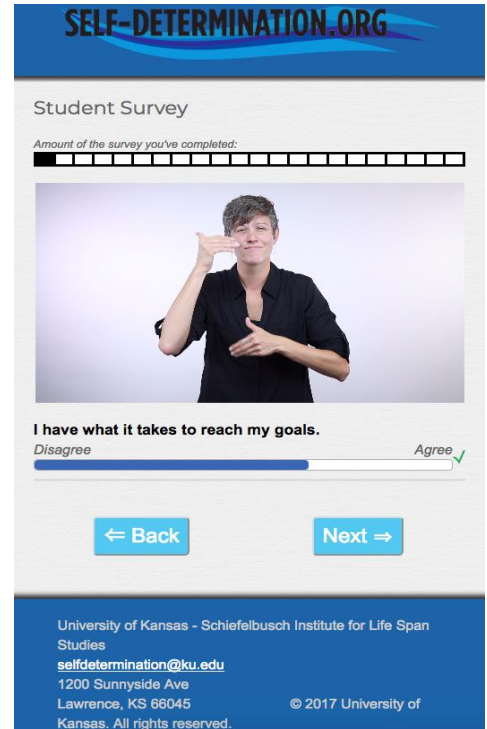 SELF-DETERMINATION.ORG
Student Survey
Amount of the survey you've completed:
I have what it takes to reach my goals.
Disagree Agree
⇐ Back Next ⇒
University of Kansas - Schiefelbusch Institute for Life Span
Studies
selfdetermination@ku.edu
1200 Sunnyside Ave
Lawrence, KS 66045 © 2017 University of
Kansas. All rights reserved.